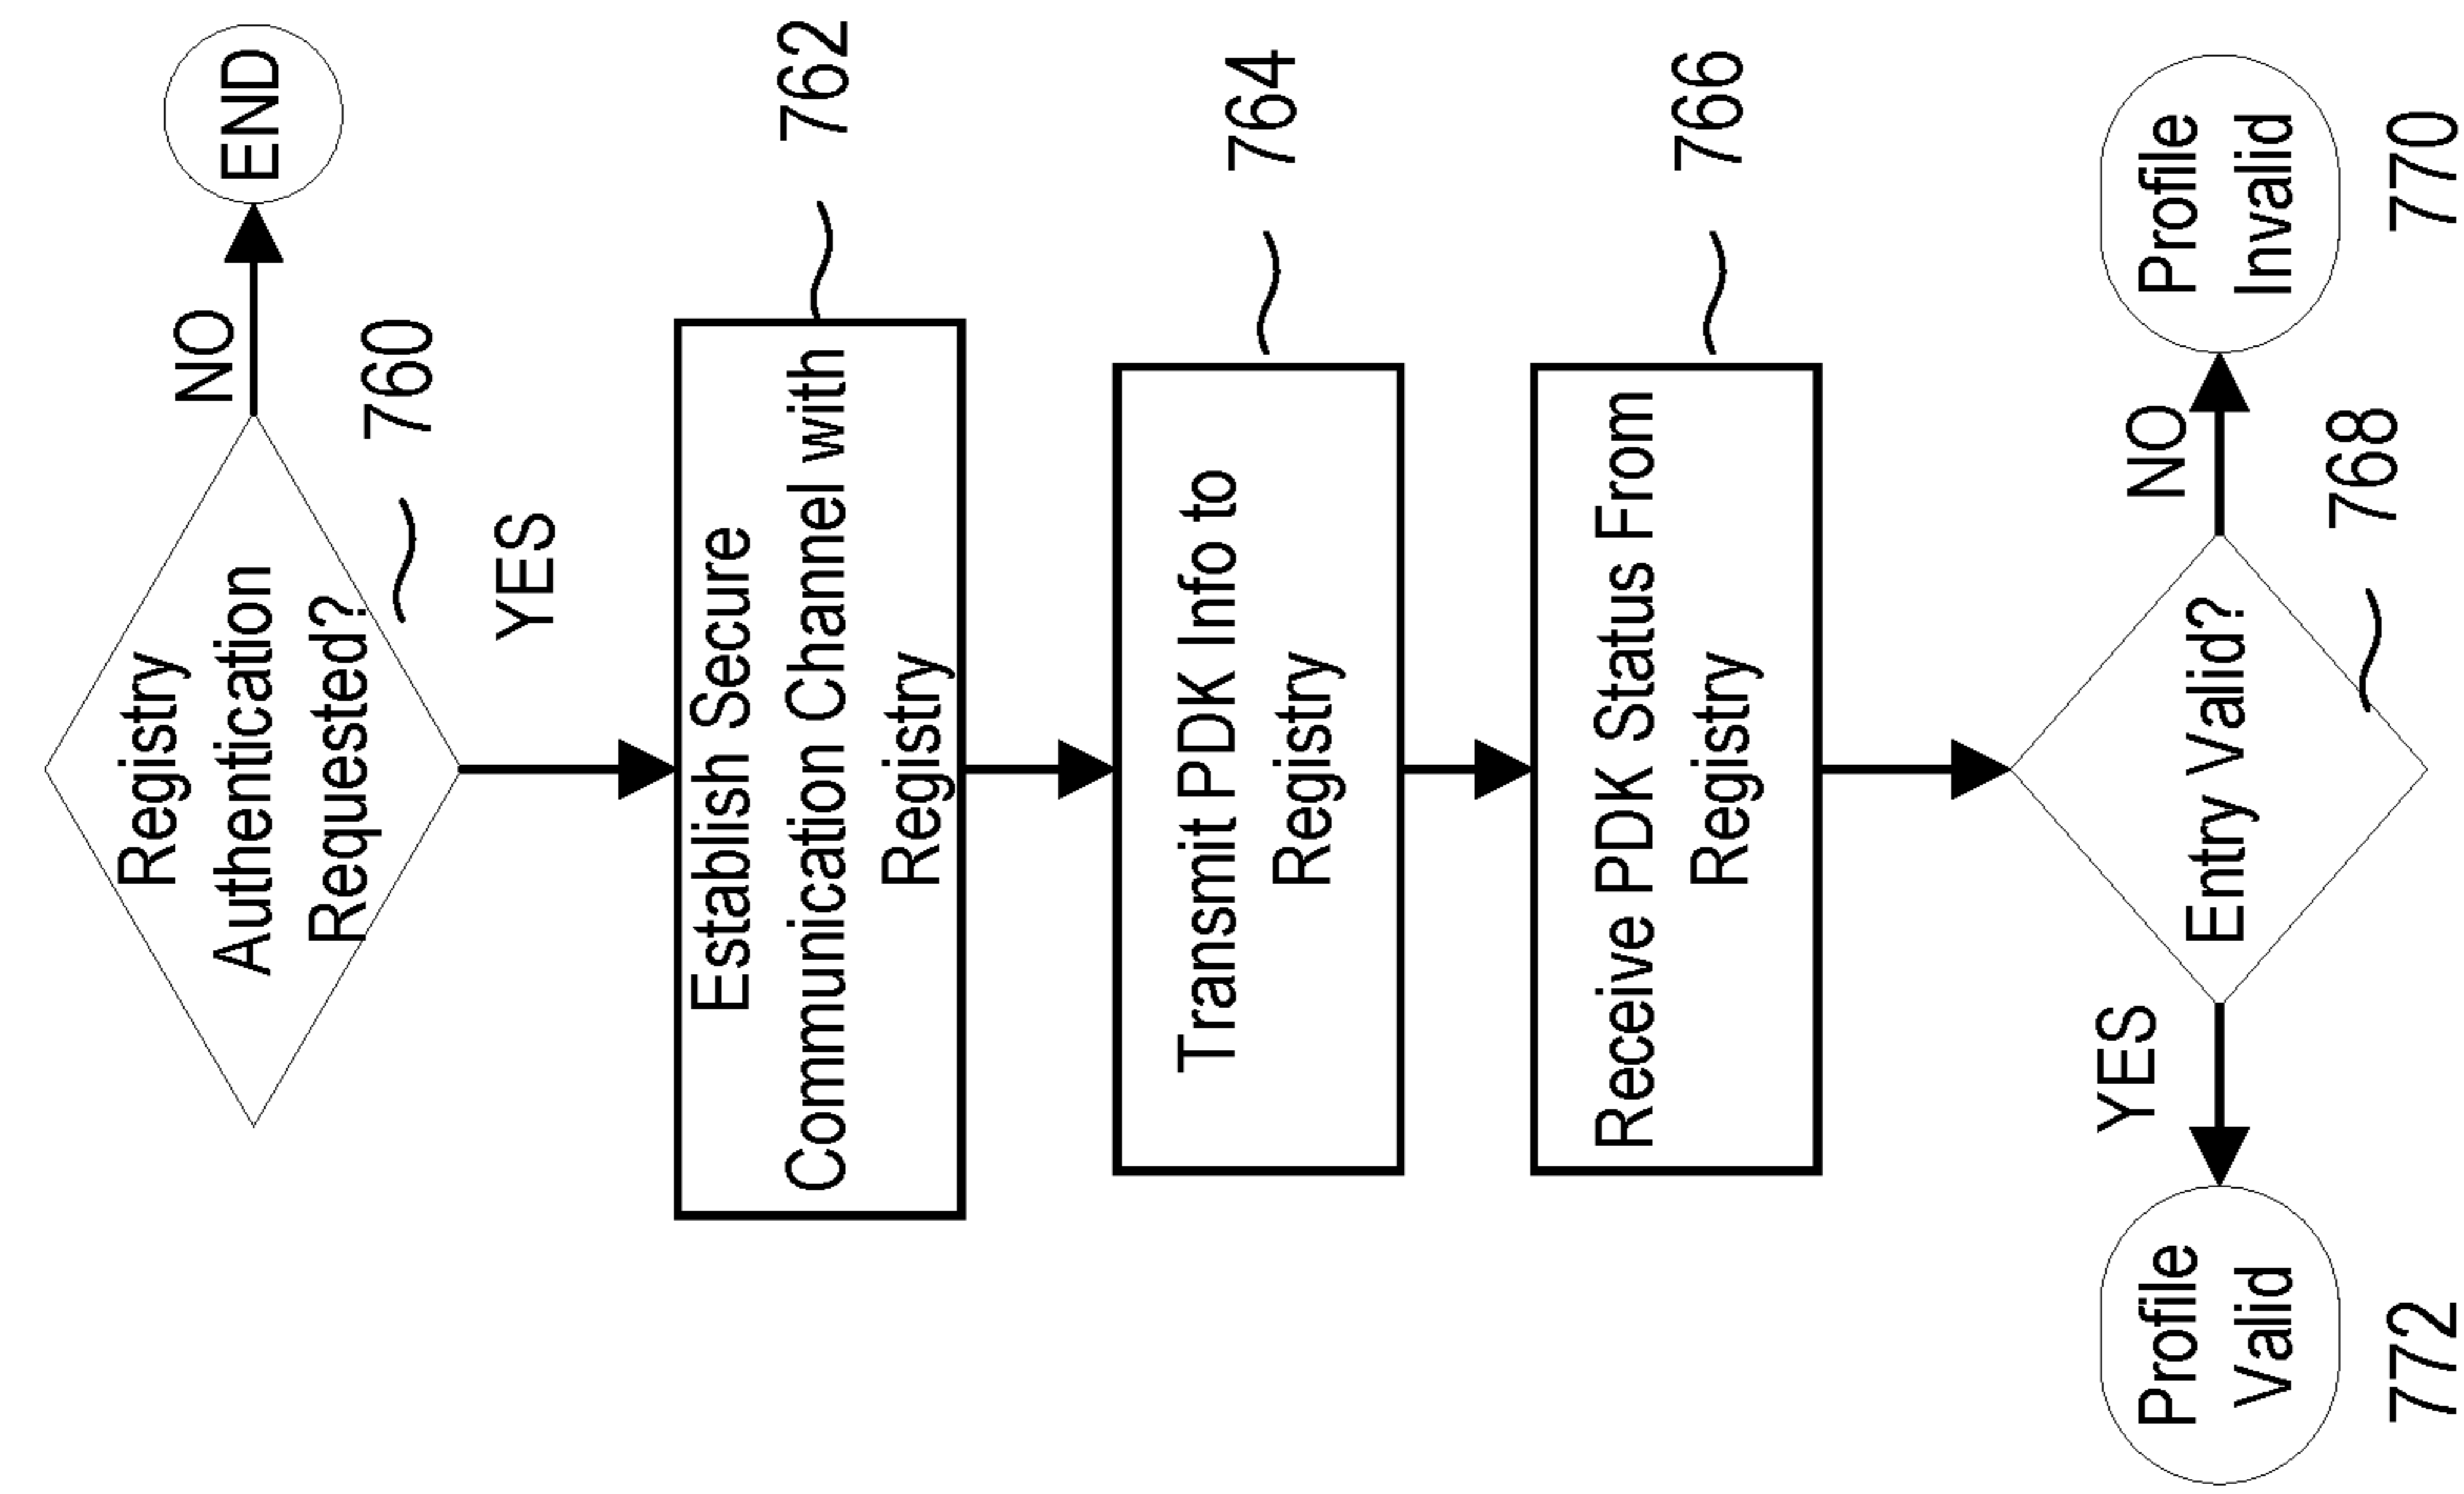 Registry
Authentication
Requested?
760
NO
END
YES
Establish Secure
Communication Channel with
Registry
762
Transmit PDK Info to
Registry
764
Receive PDK Status From
Registry
766
Entry Valid?
768
YES
NO
Profile
Valid
772
Profile
Invalid
770